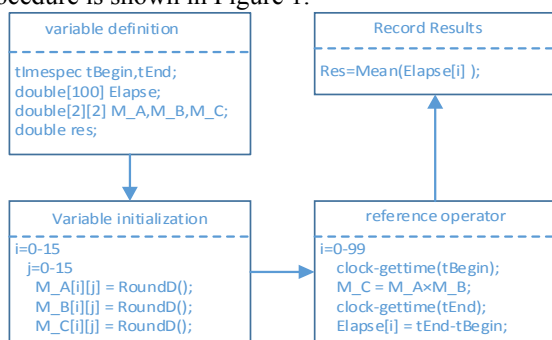 ocedure is shown in Figure 1.
variable definition
tImespec tBegin,tEnd;
double[100] Elapse;
double[2][2] M_A,M_B,M_C;
double res;
Variable initialization
i=0-15
j=0-15
M_A[i][j] = RoundD();
M_B[i][j] = RoundD();
M_C[i][j] = RoundD();
reference operator
i=0-99
clock-gettime(tBegin);
M_C = M_A×M_B;
clock-gettime(tEnd);
Elapse[i] = tEnd-tBegin;
Record Results
Res=Mean(Elapse[i] );